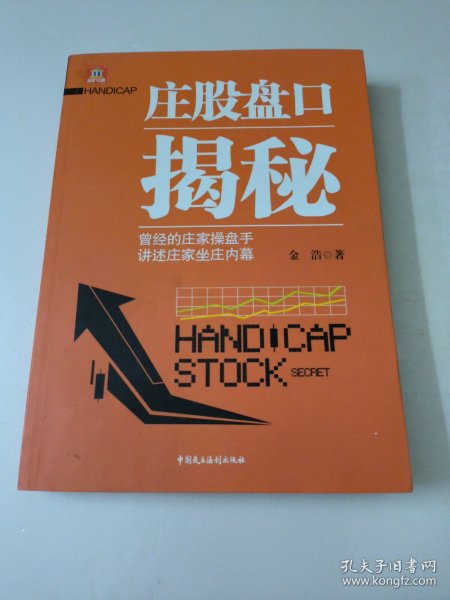 HANDICAP
庄股盘口
揭秘
曾经的庄家操盘手
讲述庄家坐庄内幕
金 浩◎著
HANDICAP
STOCK SECRET
中国民主法制出版社
孔夫子旧书网
www.kongfz.com